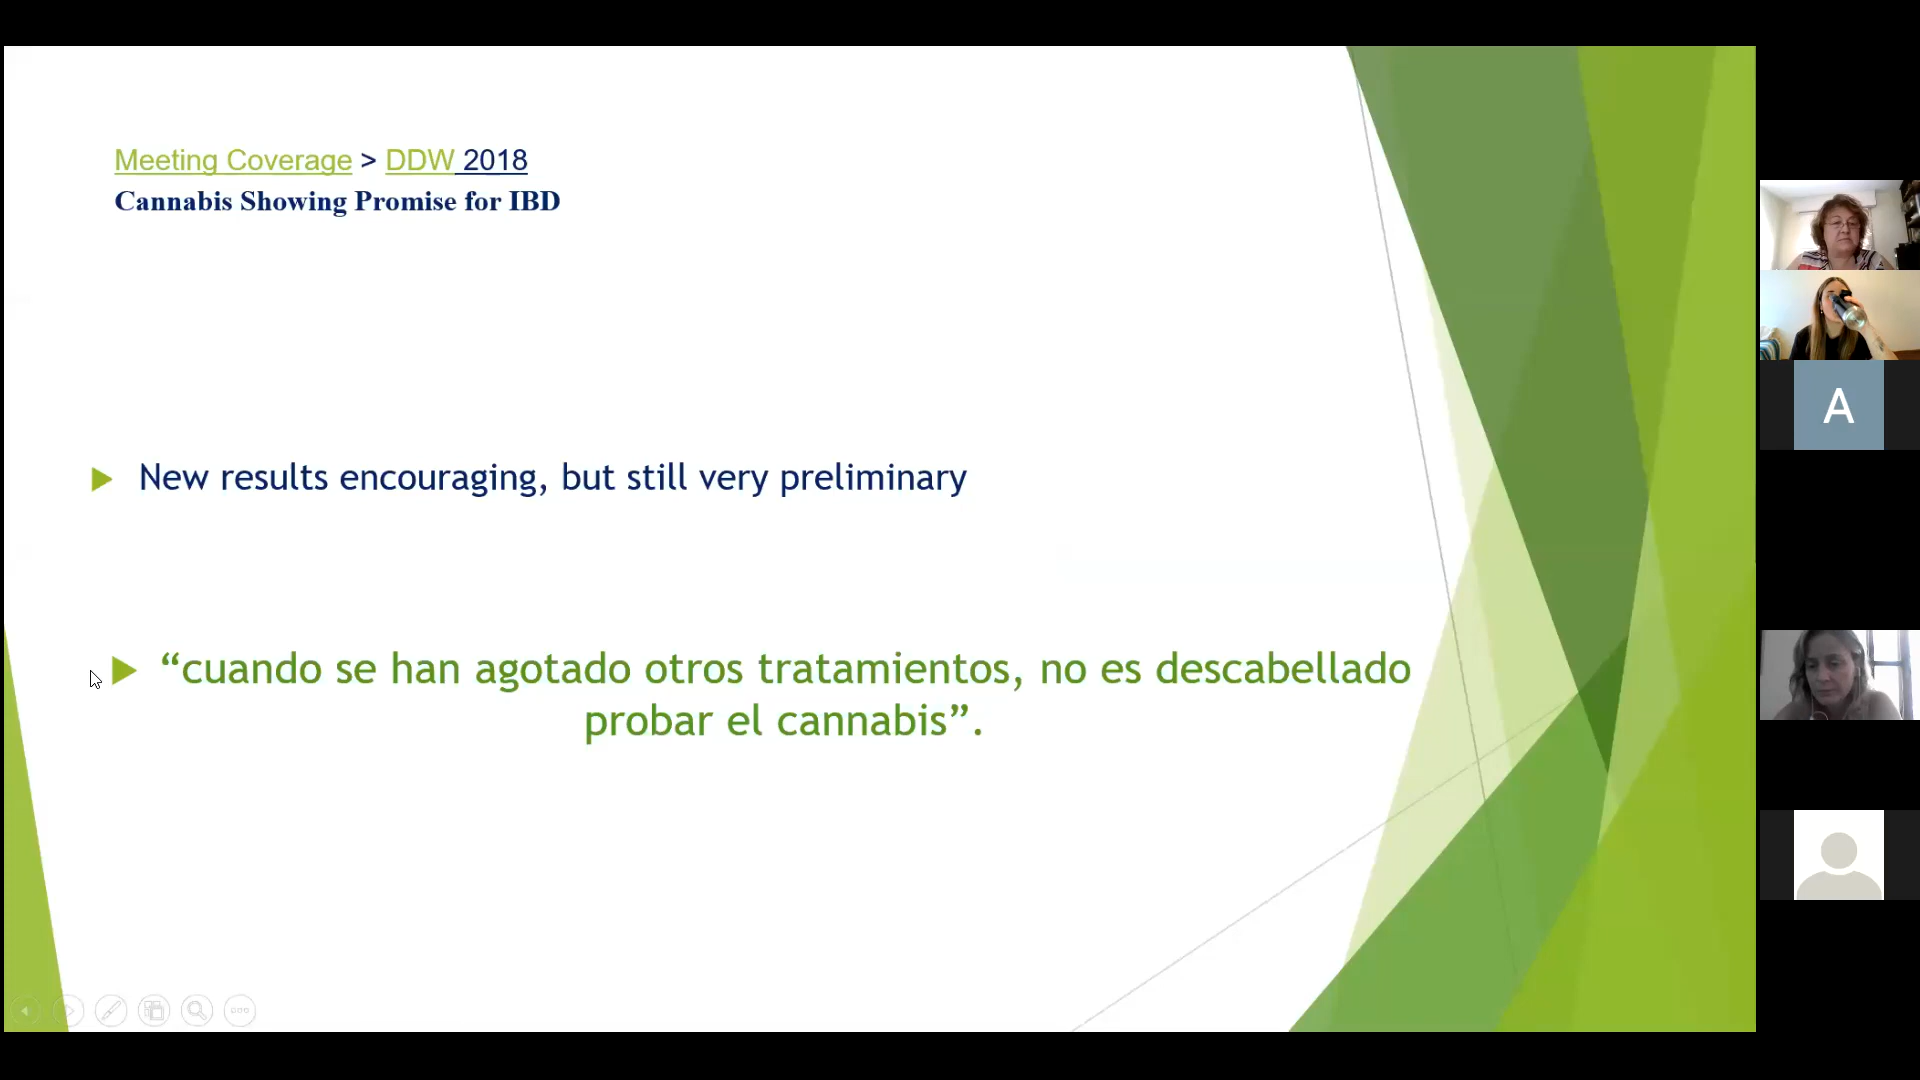 Meeting Coverage > DDW 2018
Cannabis Showing Promise for IBD
New results encouraging, but still very preliminary
“cuando se han agotado otros tratamientos, no es descabellado
probar el cannabis”.
A